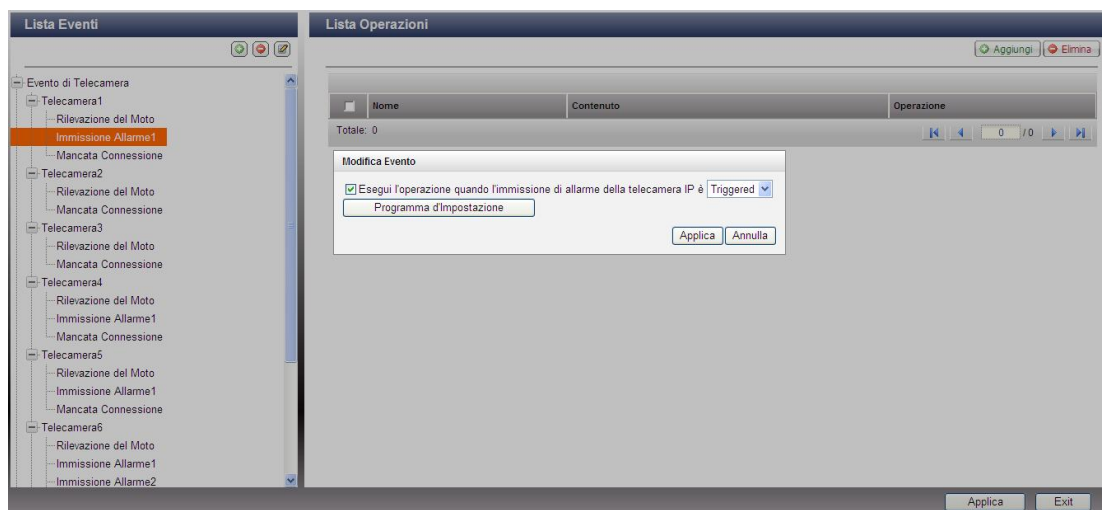 Lista Eventi
Evento di Telecamera
Telecamera1
Rilevazione del Moto
Immissione Allarme1
Mancata Connessione
Telecamera2
Rilevazione del Moto
Mancata Connessione
Telecamera3
Rilevazione del Moto
Mancata Connessione
Telecamera4
Rilevazione del Moto
Immissione Allarme1
Mancata Connessione
Telecamera5
Rilevazione del Moto
Immissione Allarme1
Mancata Connessione
Telecamera6
Rilevazione del Moto
Immissione Allarme1
Immissione Allarme2
Lista Operazioni
Aggiungi Elimina
Nome Contenuto Operazione
Totale: 0 0 / 0
Modifica Evento
Esegui l'operazione quando l'immissione di allarme della telecamera IP è Triggered
Programma d'Impostazione
Applica Annulla
Applica Exit